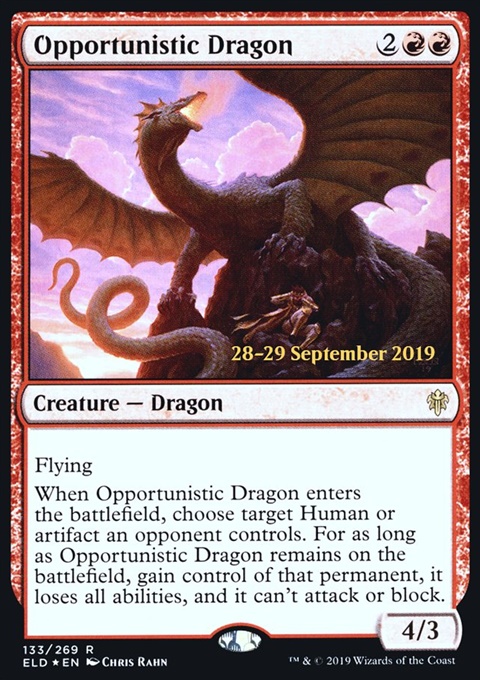 Opportunistic Dragon 2
28-29 September 2019
Creature — Dragon
Flying
When Opportunistic Dragon enters
the battlefield, choose target Human or
artifact an opponent controls. For as long
as Opportunistic Dragon remains on the
battlefield, gain control of that permanent, it
loses all abilities, and it can't attack or block.
4/3
133/269 R
ELD ★ EN Chris Rahn
™ & © 2019 Wizards of the Coast